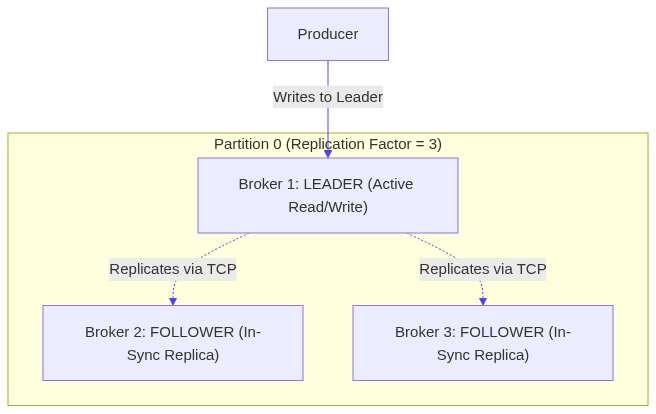 Producer
Writes to Leader
Partition 0 (Replication Factor = 3)
Broker 1: LEADER (Active
Read/Write)
Replicates via TCP
Replicates via TCP
Broker 2: FOLLOWER (In-
Sync Replica)
Broker 3: FOLLOWER (In-
Sync Replica)